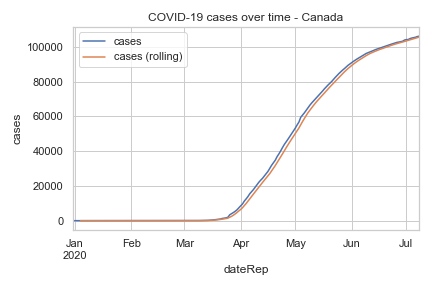 COVID-19 cases over time - Canada
cases
cases (rolling)
100000
80000
60000
40000
20000
0
cases
Jan Feb Mar Apr May Jun Jul
2020
dateRep